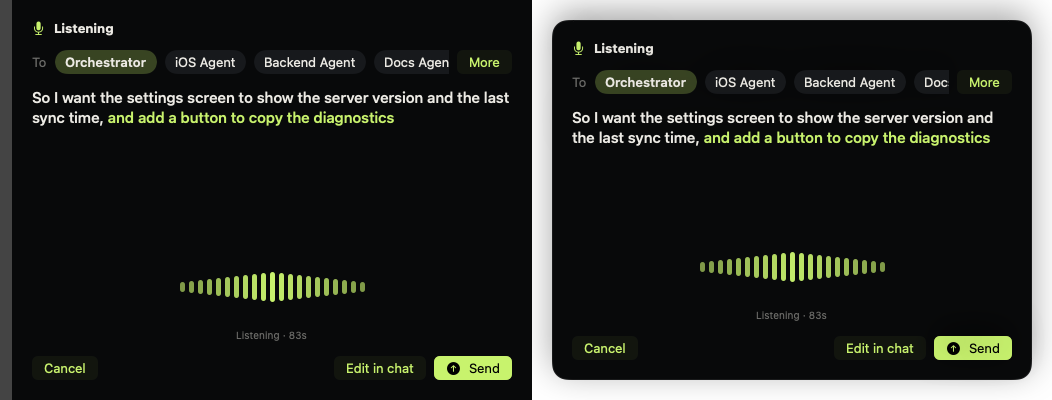 Listening
To Orchestrator iOS Agent Backend Agent Docs Agen More
So I want the settings screen to show the server version and the last
sync time, and add a button to copy the diagnostics
Listening · 83s
Cancel Edit in chat Send
Listening
To Orchestrator iOS Agent Backend Agent Doc More
So I want the settings screen to show the server version and
the last sync time, and add a button to copy the diagnostics
Listening · 83s
Cancel Edit in chat Send